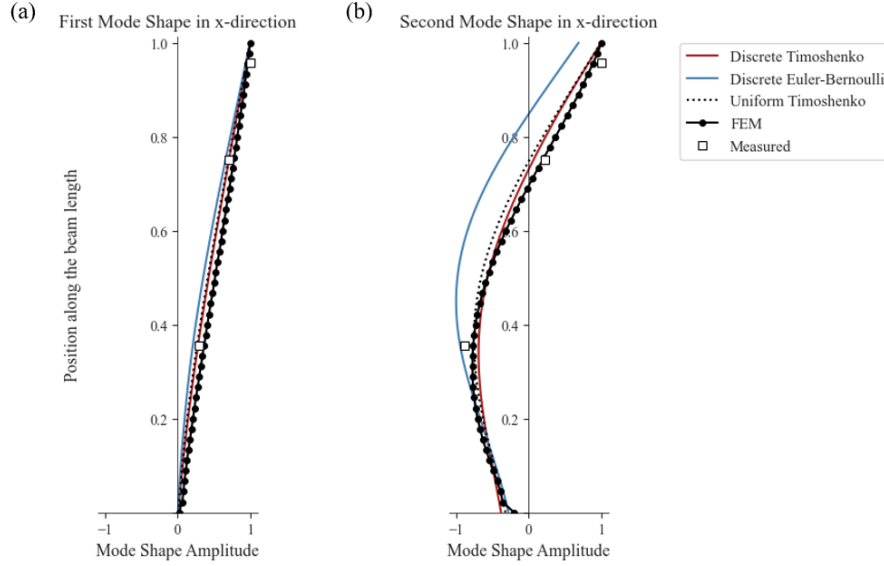 (a)
First Mode Shape in x-direction
1.0
0.8
0.6
0.4
0.2
Position along the beam length
−1
0
1
Mode Shape Amplitude
(b)
Second Mode Shape in x-direction
1.0
0.8
0.6
0.4
0.2
−1
0
1
Mode Shape Amplitude
Discrete Timoshenko
Discrete Euler-Bernoulli
Uniform Timoshenko
FEM
Measured